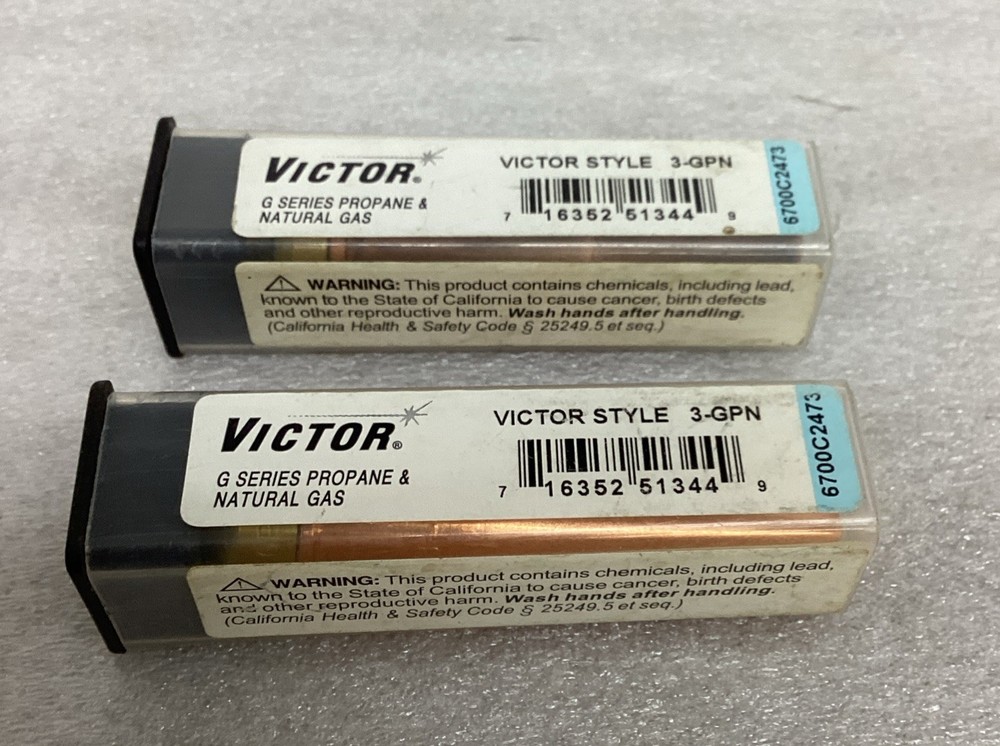 VICTOR®
G SERIES PROPANE &
NATURAL GAS
VICTOR STYLE 3-GPN
7 16352 51344 9
6700C2473
WARNING: This product contains chemicals, including lead,
known to the State of California to cause cancer, birth defects
and other reproductive harm. Wash hands after handling.
(California Health & Safety Code § 25249.5 et seq.)
VICTOR®
G SERIES PROPANE &
NATURAL GAS
VICTOR STYLE 3-GPN
7 16352 51344 9
6700C2473
WARNING: This product contains chemicals, including lead,
known to the State of California to cause cancer, birth defects
and other reproductive harm. Wash hands after handling.
(California Health & Safety Code § 25249.5 et seq.)